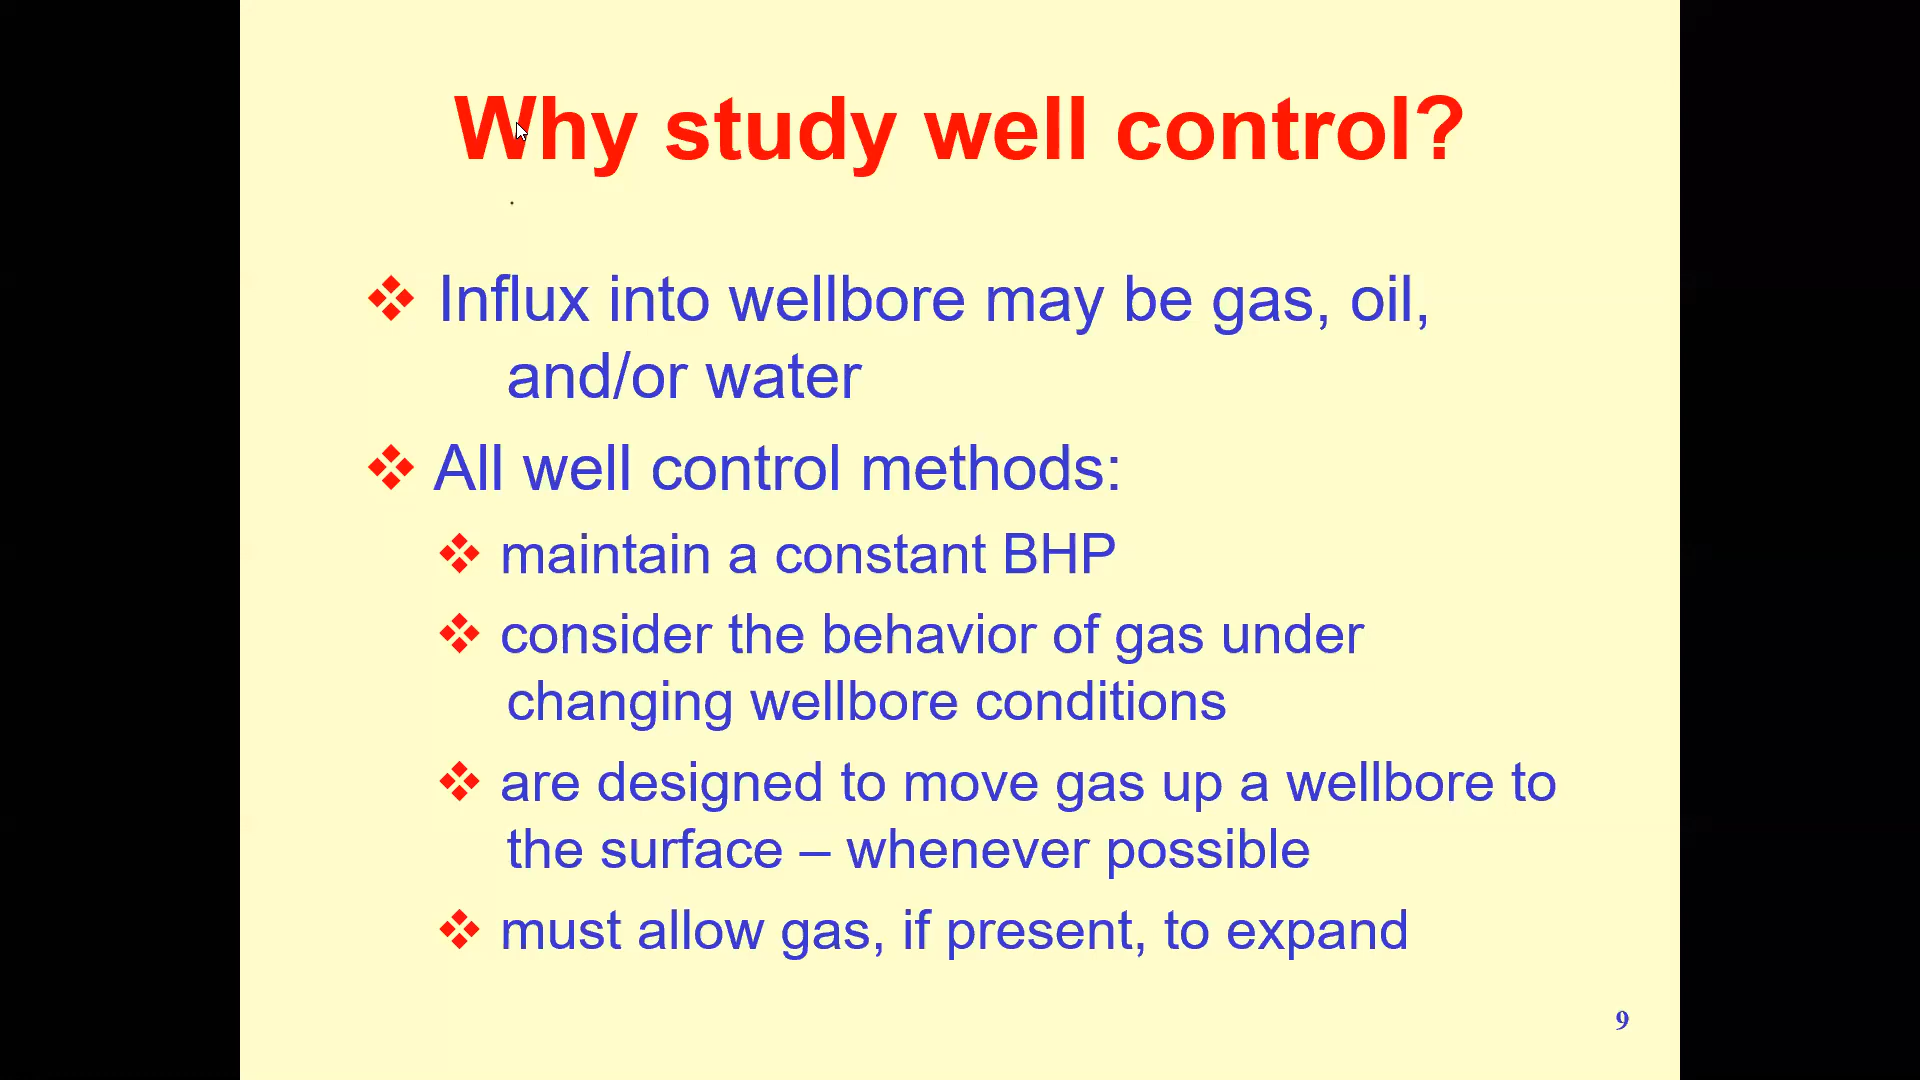 Why study well control?
Influx into wellbore may be gas, oil,
and/or water
All well control methods:
maintain a constant BHP
consider the behavior of gas under
changing wellbore conditions
are designed to move gas up a wellbore to
the surface – whenever possible
must allow gas, if present, to expand
9